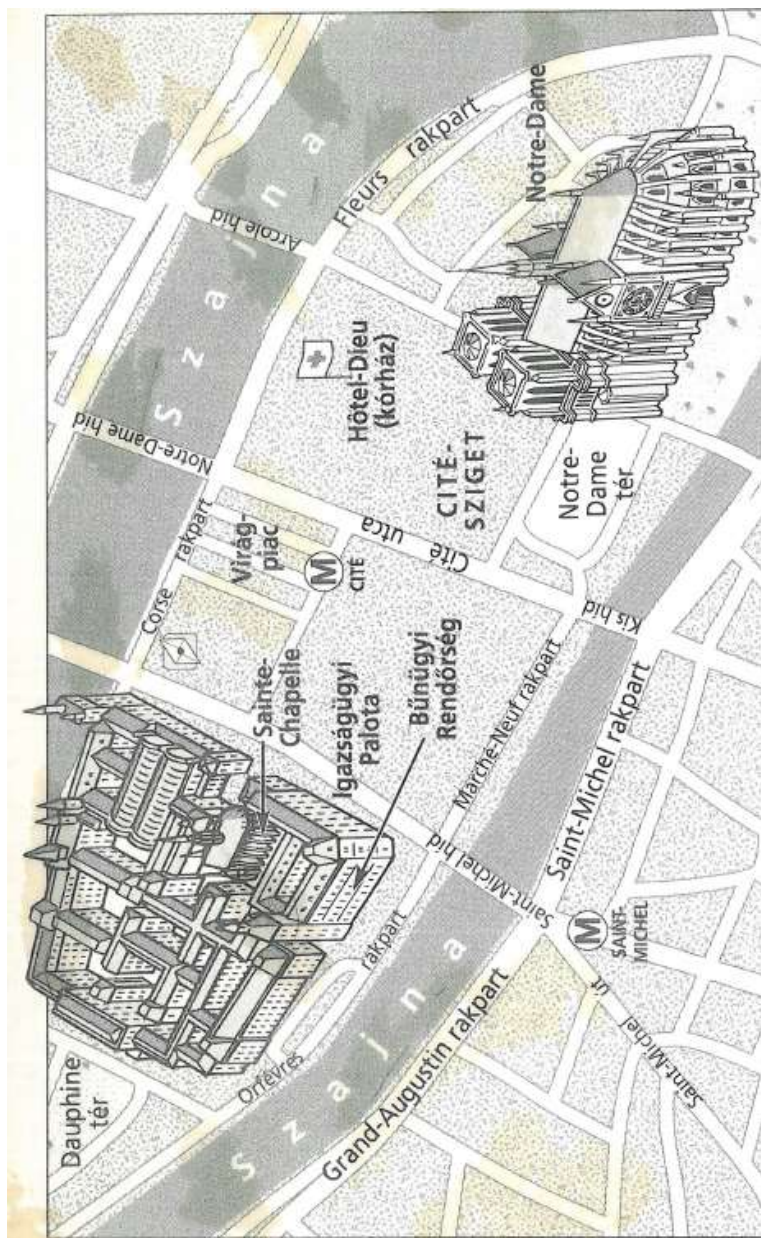 Dauphine
tér
Szajna
Arcole híd
Notre-Dame híd
Fleurs rakpart
Corse rakpart
Virág-
piac
M
CITÉ
Hôtel-Dieu
(kórház)
Notre-Dame
CITÉ-
SZIGET
Cité utca
Notre-
Dame
tér
Sainte-
Chapelle
Igazságügyi
Palota
Bűnügyi
Rendőrség
Orfèvres rakpart
Marche-Neuf rakpart
Saint-Michel híd
Kis híd
Szajna
Grand-Augustin rakpart
Saint-Michel rakpart
M
SAINT-
MICHEL
Saint-Michel út